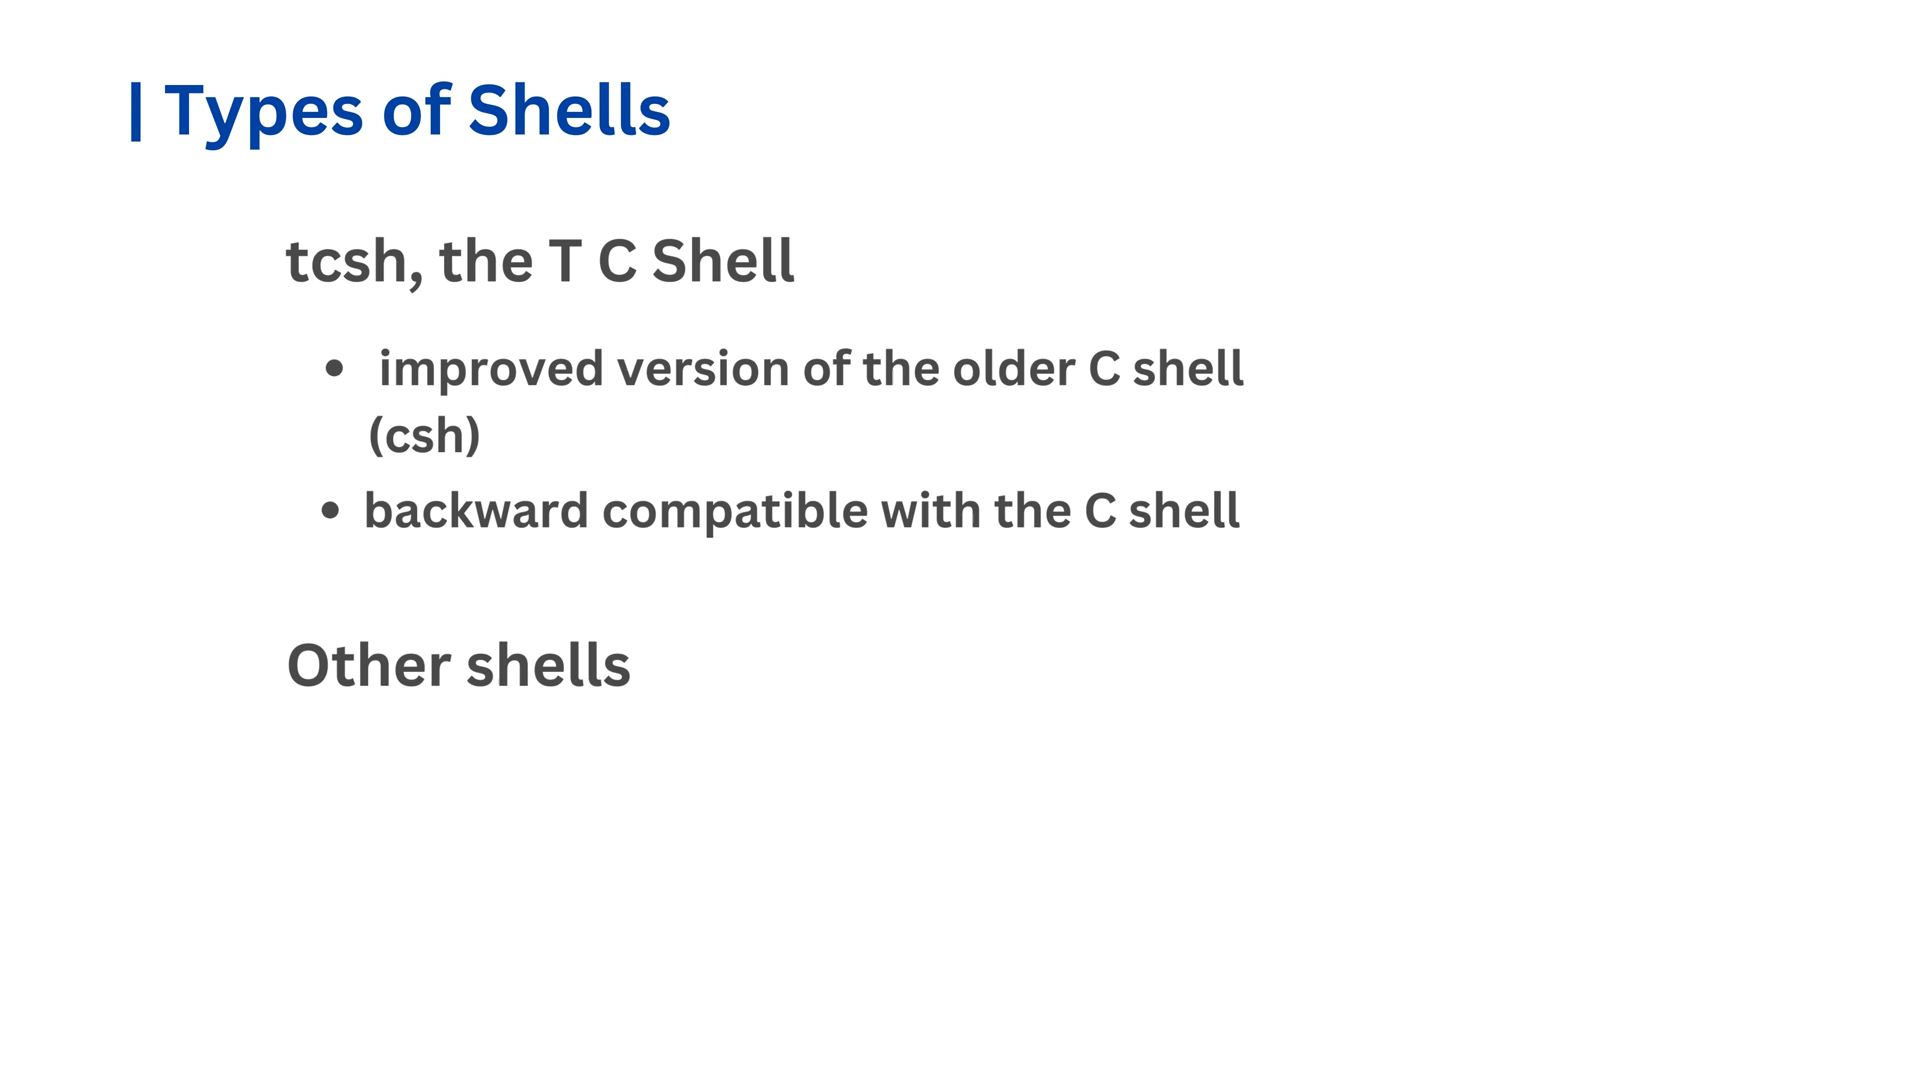 | Types of Shells
tcsh, the T C Shell
• improved version of the older C shell
(csh)
• backward compatible with the C shell
Other shells